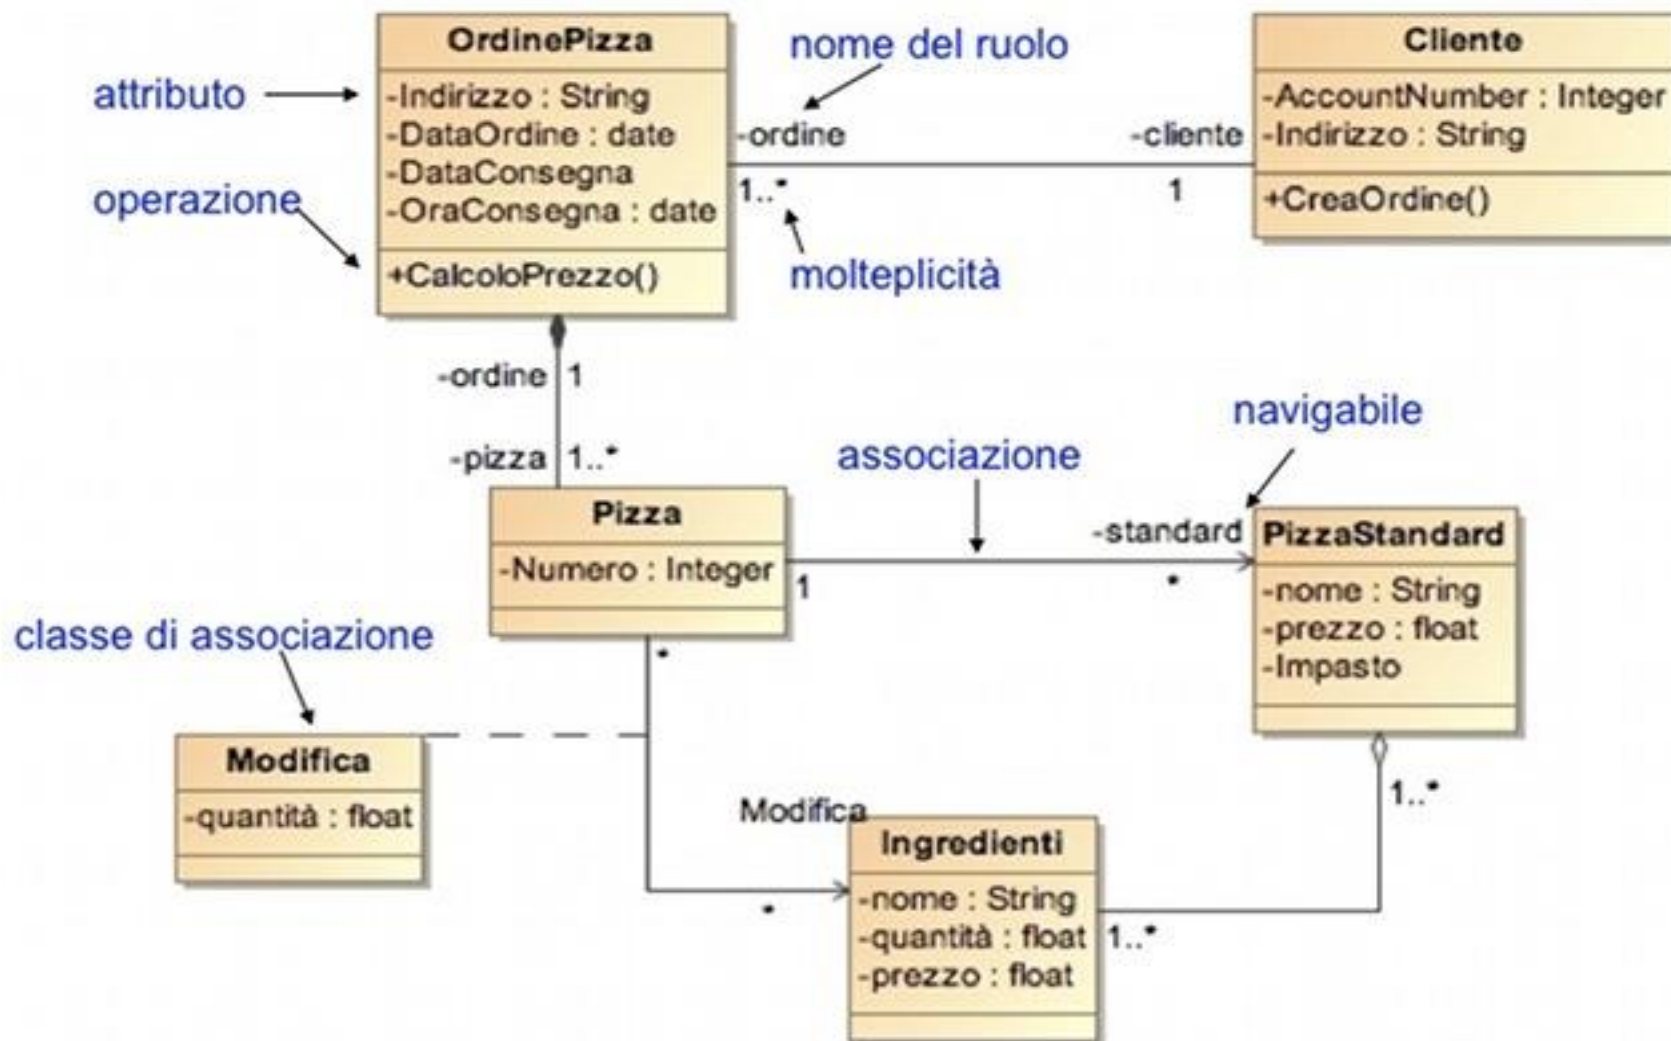 OrdinePizza
-Indirizzo : String
-DataOrdine : date
-DataConsegna
-OraConsegna : date
+CalcoloPrezzo()
attributo
operazione
nome del ruolo
-ordine
1..*
molteplicità
-cliente
1
Cliente
-AccountNumber : Integer
-Indirizzo : String
+CreaOrdine()
-ordine
1
-pizza
1..*
Pizza
-Numero : Integer
1
associazione
navigabile
-standard
*
PizzaStandard
-nome : String
-prezzo : float
-Impasto
1..*
classe di associazione
*
Modifica
-quantità : float
Modifica
*
Ingredienti
-nome : String
-quantità : float
-prezzo : float
1..*